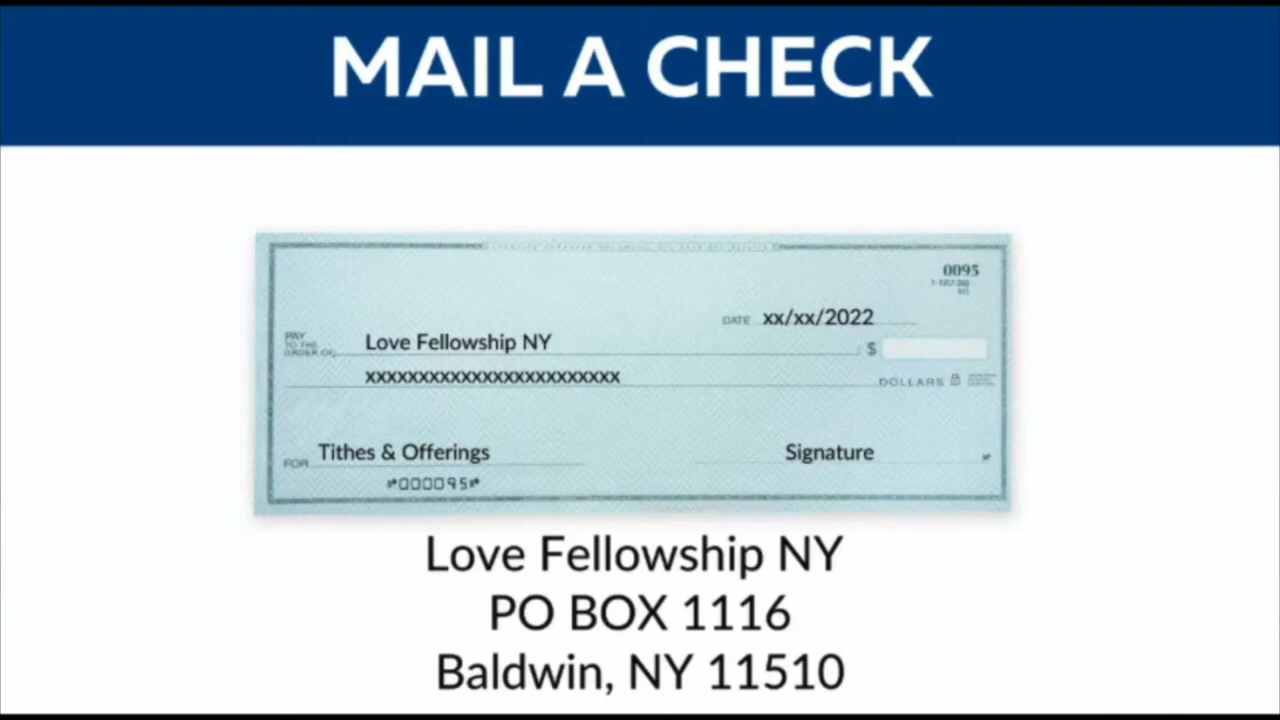 MAIL A CHECK
0095
DATE xx/xx/2022
PAY
TO THE
ORDER OF
Love Fellowship NY
$
xxxxxxxxxxxxxxxxxxxxxxxx
DOLLARS
FOR Tithes & Offerings
Signature
⑈000095⑈
Love Fellowship NY
PO BOX 1116
Baldwin, NY 11510